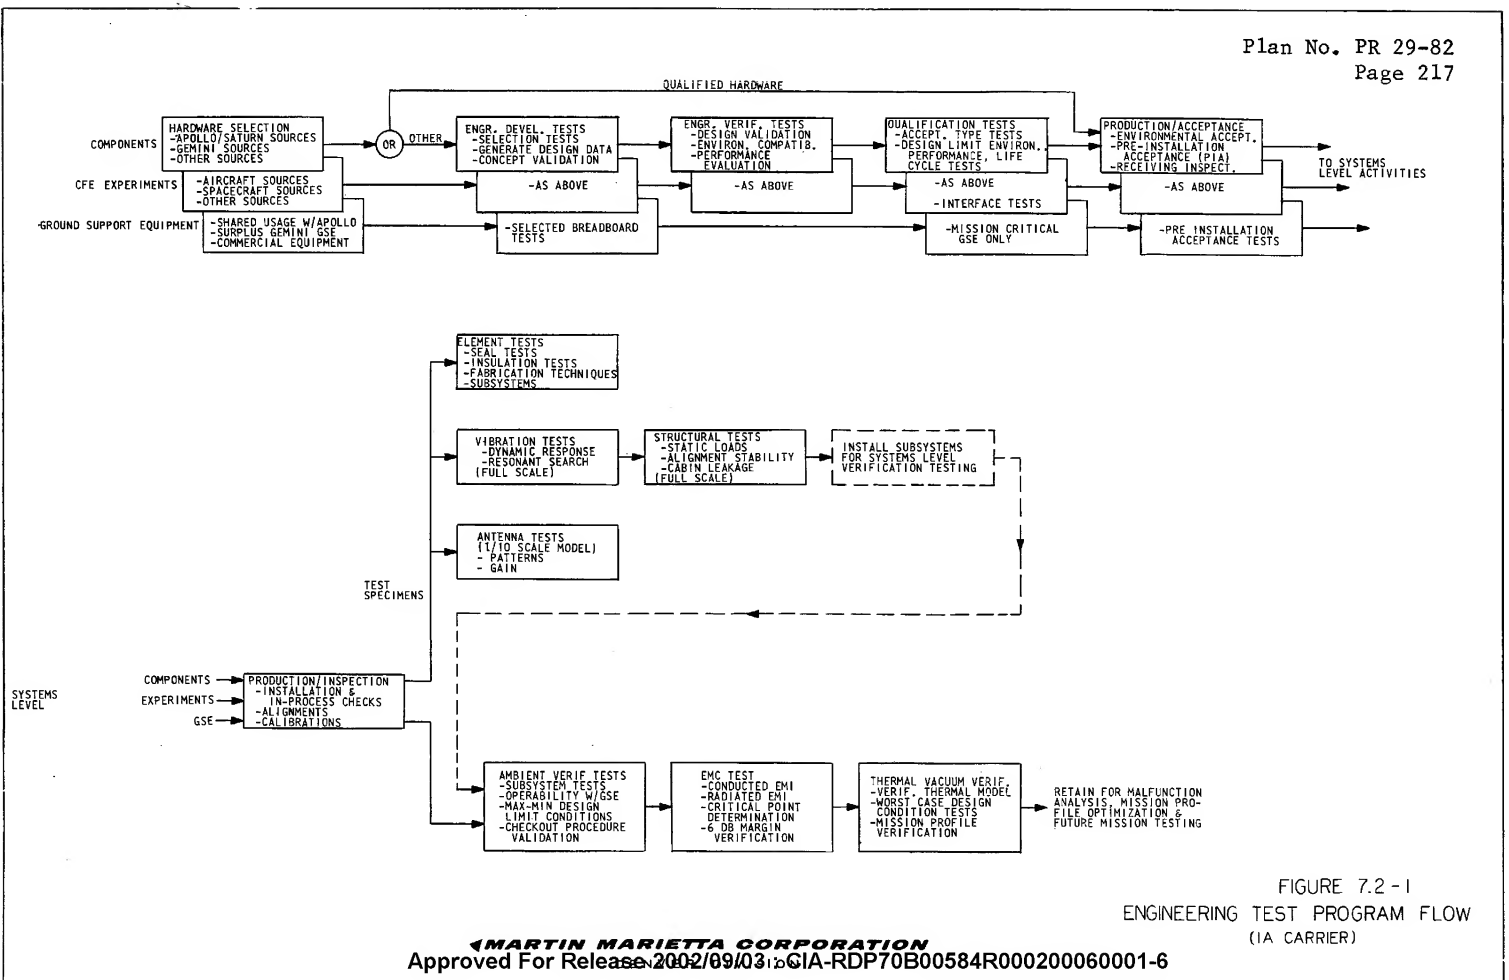 Plan No. PR 29-82
Page 217
QUALIFIED HARDWARE
COMPONENTS
HARDWARE SELECTION
-APOLLO/SATURN SOURCES
-GEMINI SOURCES
-OTHER SOURCES
OR
OTHER
ENGR. DEVEL. TESTS
-SELECTION TESTS
-GENERATE DESIGN DATA
-CONCEPT VALIDATION
ENGR. VERIF. TESTS
-DESIGN VALIDATION
-ENVIRON. COMPATIB.
-PERFORMANCE
EVALUATION
QUALIFICATION TESTS
-ACCEPT. TYPE TESTS
-DESIGN LIMIT ENVIRON.
PERFORMANCE, LIFE
CYCLE TESTS
PRODUCTION/ACCEPTANCE
-ENVIRONMENTAL ACCEPT.
-PRE-INSTALLATION
ACCEPTANCE (PIA)
-RECEIVING INSPECT.
TO SYSTEMS
LEVEL ACTIVITIES
CFE EXPERIMENTS
-AIRCRAFT SOURCES
-SPACECRAFT SOURCES
-OTHER SOURCES
-AS ABOVE
-AS ABOVE
-AS ABOVE
-INTERFACE TESTS
-AS ABOVE
-GROUND SUPPORT EQUIPMENT
-SHARED USAGE W/APOLLO
-SURPLUS GEMINI GSE
-COMMERCIAL EQUIPMENT
-SELECTED BREADBOARD
TESTS
-MISSION CRITICAL
GSE ONLY
-PRE INSTALLATION
ACCEPTANCE TESTS
ELEMENT TESTS
-SEAL TESTS
-INSULATION TESTS
-FABRICATION TECHNIQUES
-SUBSYSTEMS
VIBRATION TESTS
-DYNAMIC RESPONSE
-RESONANT SEARCH
(FULL SCALE)
STRUCTURAL TESTS
-STATIC LOADS
-ALIGNMENT STABILITY
-CABIN LEAKAGE
(FULL SCALE)
INSTALL SUBSYSTEMS
FOR SYSTEMS LEVEL
VERIFICATION TESTING
ANTENNA TESTS
(1/10 SCALE MODEL)
- PATTERNS
- GAIN
TEST
SPECIMENS
SYSTEMS
LEVEL
COMPONENTS
EXPERIMENTS
GSE
PRODUCTION/INSPECTION
-INSTALLATION &
IN-PROCESS CHECKS
-ALIGNMENTS
-CALIBRATIONS
AMBIENT VERIF TESTS
-SUBSYSTEM TESTS
-OPERABILITY W/GSE
-MAX-MIN DESIGN
LIMIT CONDITIONS
-CHECKOUT PROCEDURE
VALIDATION
EMC TEST
-CONDUCTED EMI
-RADIATED EMI
-CRITICAL POINT
DETERMINATION
-6 DB MARGIN
VERIFICATION
THERMAL VACUUM VERIF.
-VERIF. THERMAL MODEL
-WORST CASE DESIGN
CONDITION TESTS
-MISSION PROFILE
VERIFICATION
RETAIN FOR MALFUNCTION
ANALYSIS, MISSION PRO-
FILE OPTIMIZATION &
FUTURE MISSION TESTING
FIGURE 7.2-1
ENGINEERING TEST PROGRAM FLOW
(1A CARRIER)
MARTIN MARIETTA CORPORATION
Approved For Release 2002/09/03 : CIA-RDP70B00584R000200060001-6